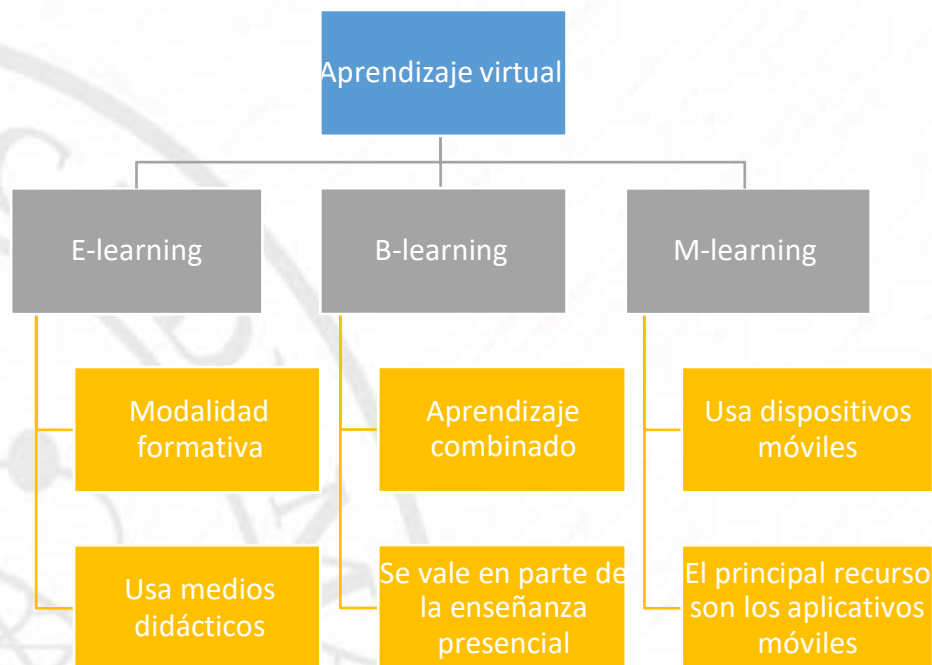 Aprendizaje virtual
E-learning
B-learning
M-learning
Modalidad
formativa
Aprendizaje
combinado
Usa dispositivos
móviles
Usa medios
didácticos
Se vale en parte de
la enseñanza
presencial
El principal recurso
son los aplicativos
móviles